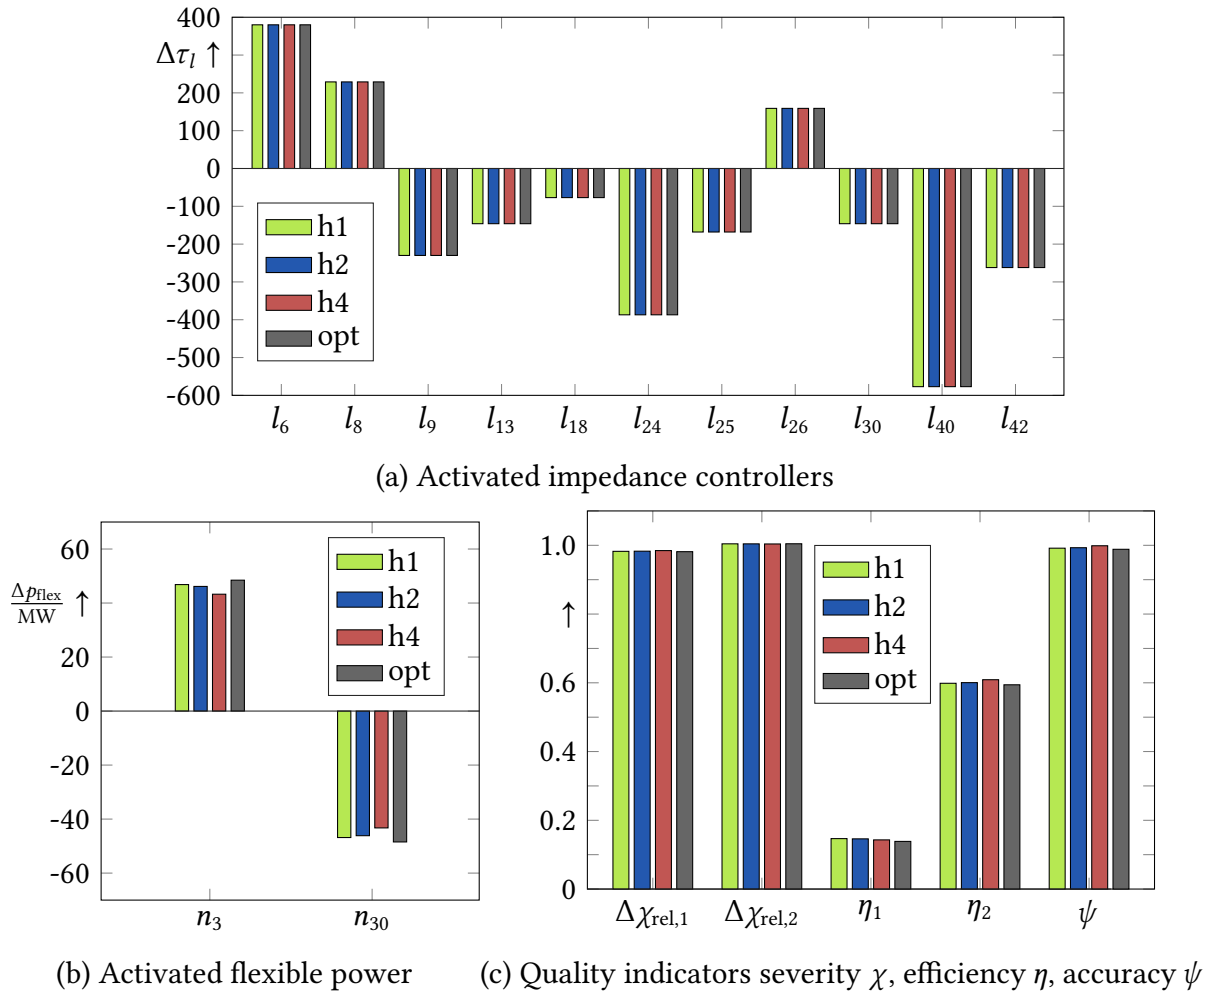 400
Δτ_l ↑
200
100
0
-100
-200
-300
-400
-500
-600
h1
h2
h4
opt
l_6 l_8 l_9 l_13 l_18 l_24 l_25 l_26 l_30 l_40 l_42
(a) Activated impedance controllers
60
Δp_flex/MW ↑
20
0
-20
-40
-60
h1
h2
h4
opt
n_3 n_30
(b) Activated flexible power
1.0
↑
0.6
0.2
0
h1
h2
h4
opt
Δχ_rel,1 Δχ_rel,2 η_1 η_2 ψ
(c) Quality indicators severity χ, efficiency η, accuracy ψ